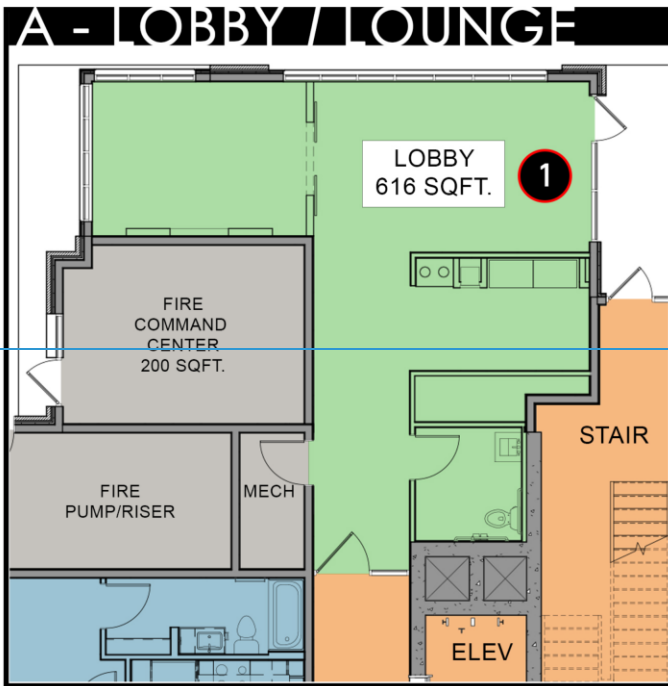 A - LOBBY / LOUNGE
LOBBY
616 SQFT.
1
FIRE
COMMAND
CENTER
200 SQFT.
STAIR
FIRE
PUMP/RISER
MECH
ELEV